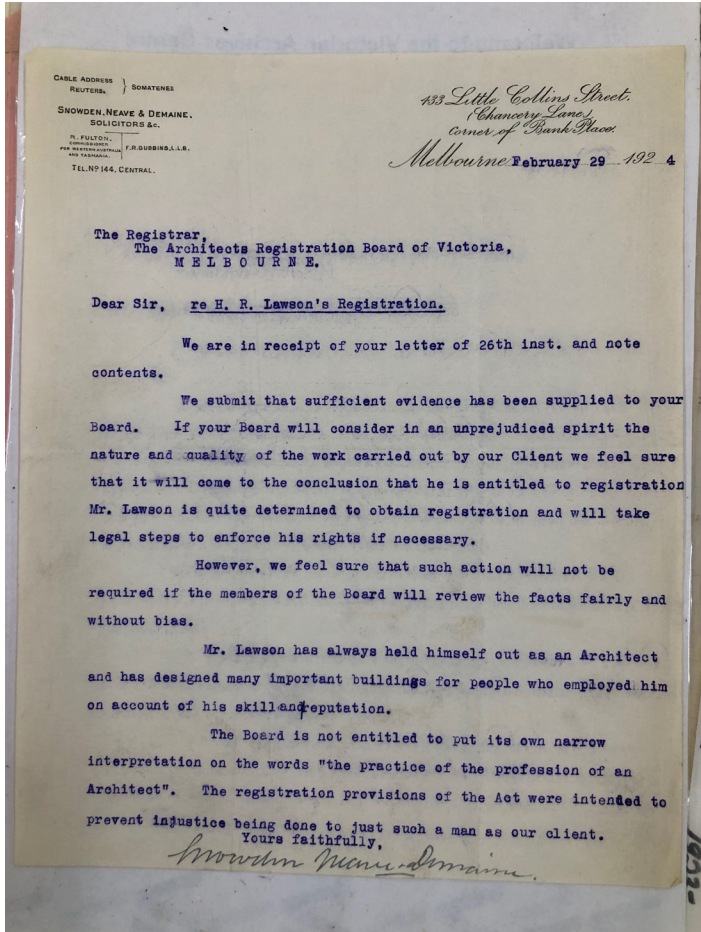 CABLE ADDRESS
REUTERS.
SOMATENES
SNOWDEN, NEAVE & DEMAINE,
SOLICITORS &c.
R. FULTON,
COMMISSIONER
FOR WESTERN AUSTRALIA
AND TASMANIA.
F.R. GUBBINS, L.L.B.
TEL. Nº 144, CENTRAL.
433 Little Collins Street.
(Chancery Lane)
Corner of Bank Place.
Melbourne February 29 1924
The Registrar,
The Architects Registration Board of Victoria,
MELBOURNE.
Dear Sir, re H. R. Lawson's Registration.
We are in receipt of your letter of 26th inst. and note
contents.
We submit that sufficient evidence has been supplied to your
Board. If your Board will consider in an unprejudiced spirit the
nature and quality of the work carried out by our Client we feel sure
that it will come to the conclusion that he is entitled to registration
Mr. Lawson is quite determined to obtain registration and will take
legal steps to enforce his rights if necessary.
However, we feel sure that such action will not be
required if the members of the Board will review the facts fairly and
without bias.
Mr. Lawson has always held himself out as an Architect
and has designed many important buildings for people who employed him
on account of his skill and reputation.
The Board is not entitled to put its own narrow
interpretation on the words "the practice of the profession of an
Architect". The registration provisions of the Act were intended to
prevent injustice being done to just such a man as our client.
Yours faithfully,
Snowden Neave & Demaine.